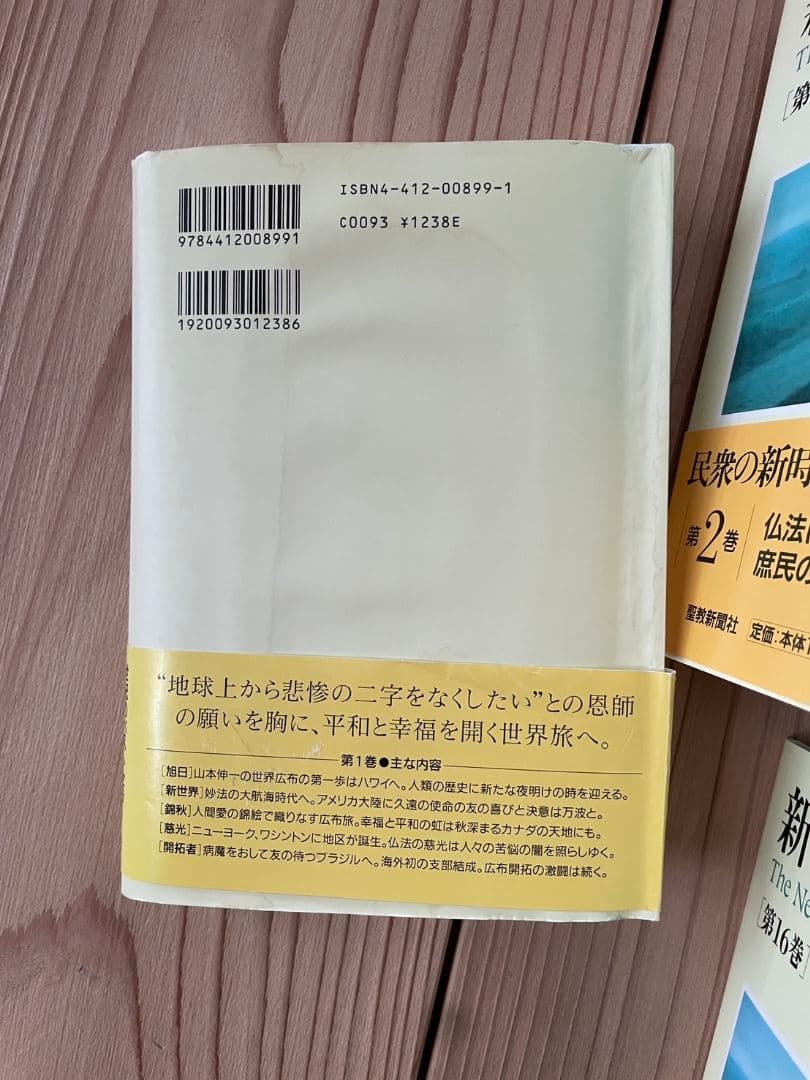 ISBN4-412-00899-1
C0093 ¥1238E
9784412008991
1920093012386
“地球上から悲惨の二字をなくしたい”との恩師
の願いを胸に、平和と幸福を開く世界旅へ。
第1巻●主な内容
[旭日]山本伸一の世界広布の第一歩はハワイへ。人類の歴史に新たな夜明けの時を迎える。
[新世界]妙法の大航海時代へ。アメリカ大陸に久遠の使命の友の喜びと決意は万波と。
[錦秋]人間愛の錦絵で織りなす広布旅。幸福と平和の虹は秋深まるカナダの天地にも。
[慈光]ニューヨーク、ワシントンに地区が誕生。仏法の慈光は人々の苦悩の闇を照らしゆく。
[開拓者]病魔をおして友の待つブラジルへ。海外初の支部結成。広布開拓の激闘は続く。
[第
民衆の新時
第2巻
仏法
庶民の
聖教新聞社
定価:本体
新
The Ne
[第16巻]